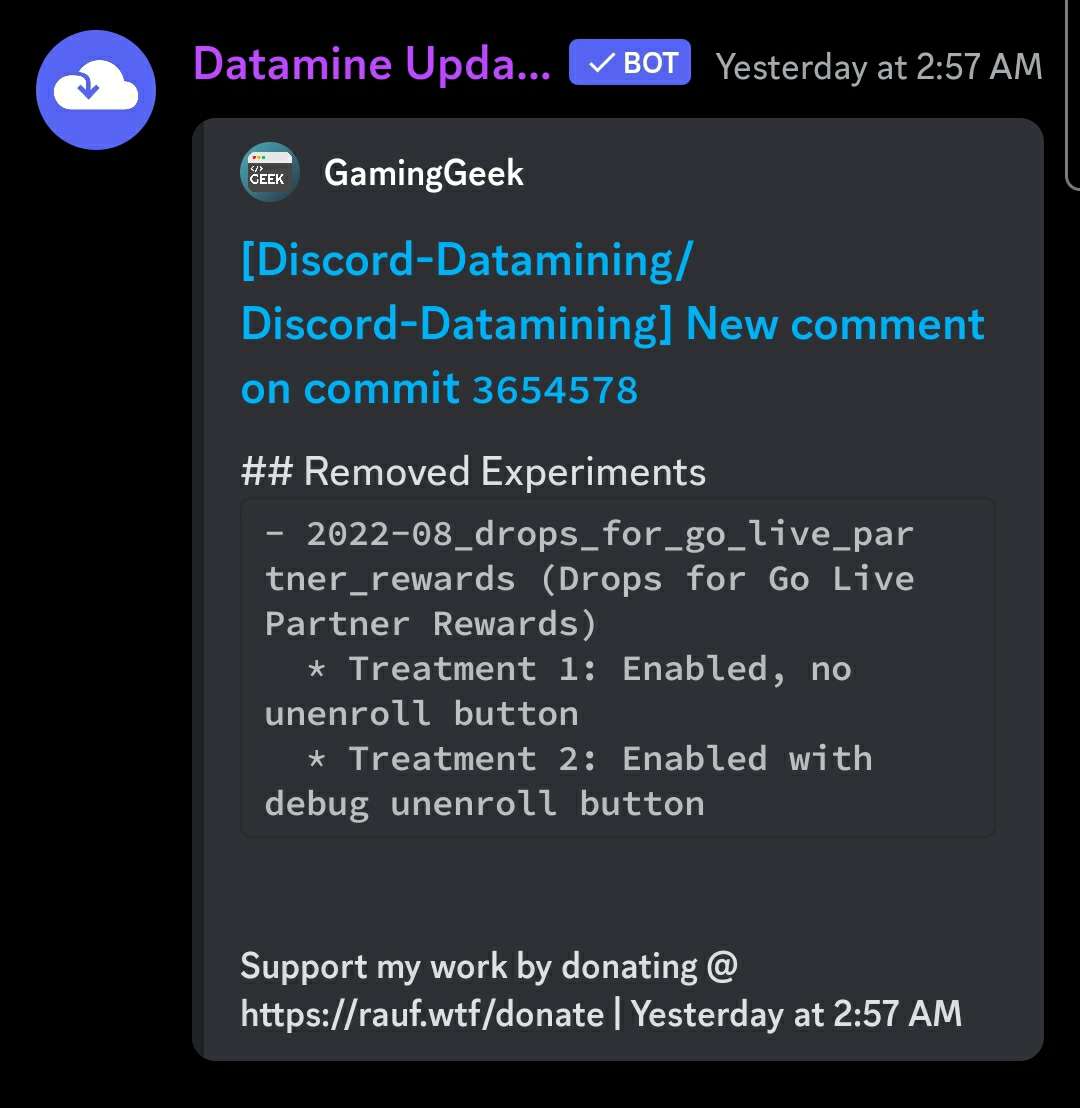 Datamine Upda...
BOT
Yesterday at 2:57 AM
</>
GEEK
GamingGeek
[Discord-Datamining/
Discord-Datamining] New comment
on commit 3654578
## Removed Experiments
- 2022-08_drops_for_go_live_par
tner_rewards (Drops for Go Live
Partner Rewards)
* Treatment 1: Enabled, no
unenroll button
* Treatment 2: Enabled with
debug unenroll button
Support my work by donating @
https://rauf.wtf/donate | Yesterday at 2:57 AM